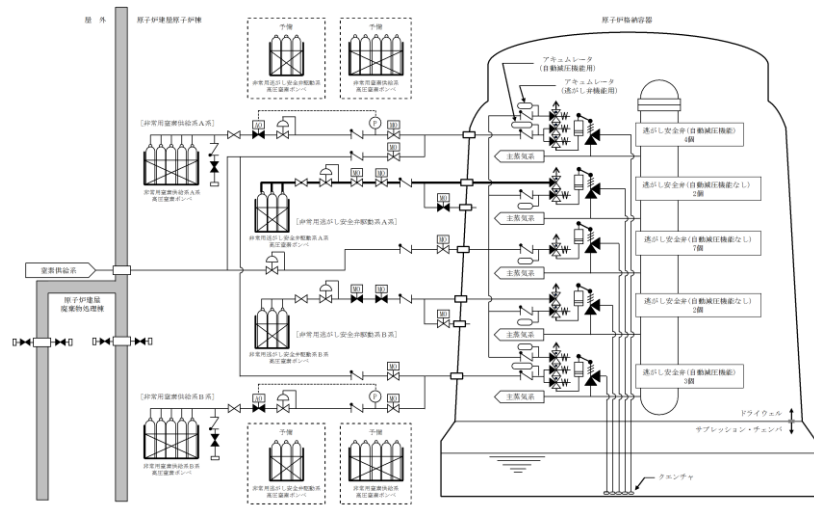 屋　外
原子炉建屋原子炉棟
予備
非常用逃がし安全弁駆動系
高圧窒素ボンベ
予備
非常用窒素供給系A系
高圧窒素ボンベ
原子炉格納容器
アキュムレータ
(自動減圧機能用)
アキュムレータ
(逃がし弁機能用)
[非常用窒素供給系A系]
AO
P
MO
MO
非常用窒素供給系A系
高圧窒素ボンベ
主蒸気系
逃がし安全弁(自動減圧機能)
4個
MO
MO
MO
[非常用逃がし安全弁駆動系A系]
非常用逃がし安全弁駆動系A系
高圧窒素ボンベ
主蒸気系
逃がし安全弁(自動減圧機能なし)
2個
窒素供給系
MO
主蒸気系
逃がし安全弁(自動減圧機能なし)
7個
原子炉建屋
廃棄物処理棟
MO
MO
MO
[非常用逃がし安全弁駆動系B系]
非常用逃がし安全弁駆動系B系
高圧窒素ボンベ
主蒸気系
逃がし安全弁(自動減圧機能なし)
2個
MO
[非常用窒素供給系B系]
AO
P
MO
非常用窒素供給系B系
高圧窒素ボンベ
主蒸気系
逃がし安全弁(自動減圧機能)
3個
ドライウェル
サプレッション・チェンバ
予備
非常用逃がし安全弁駆動系
高圧窒素ボンベ
予備
非常用窒素供給系B系
高圧窒素ボンベ
クエンチャ